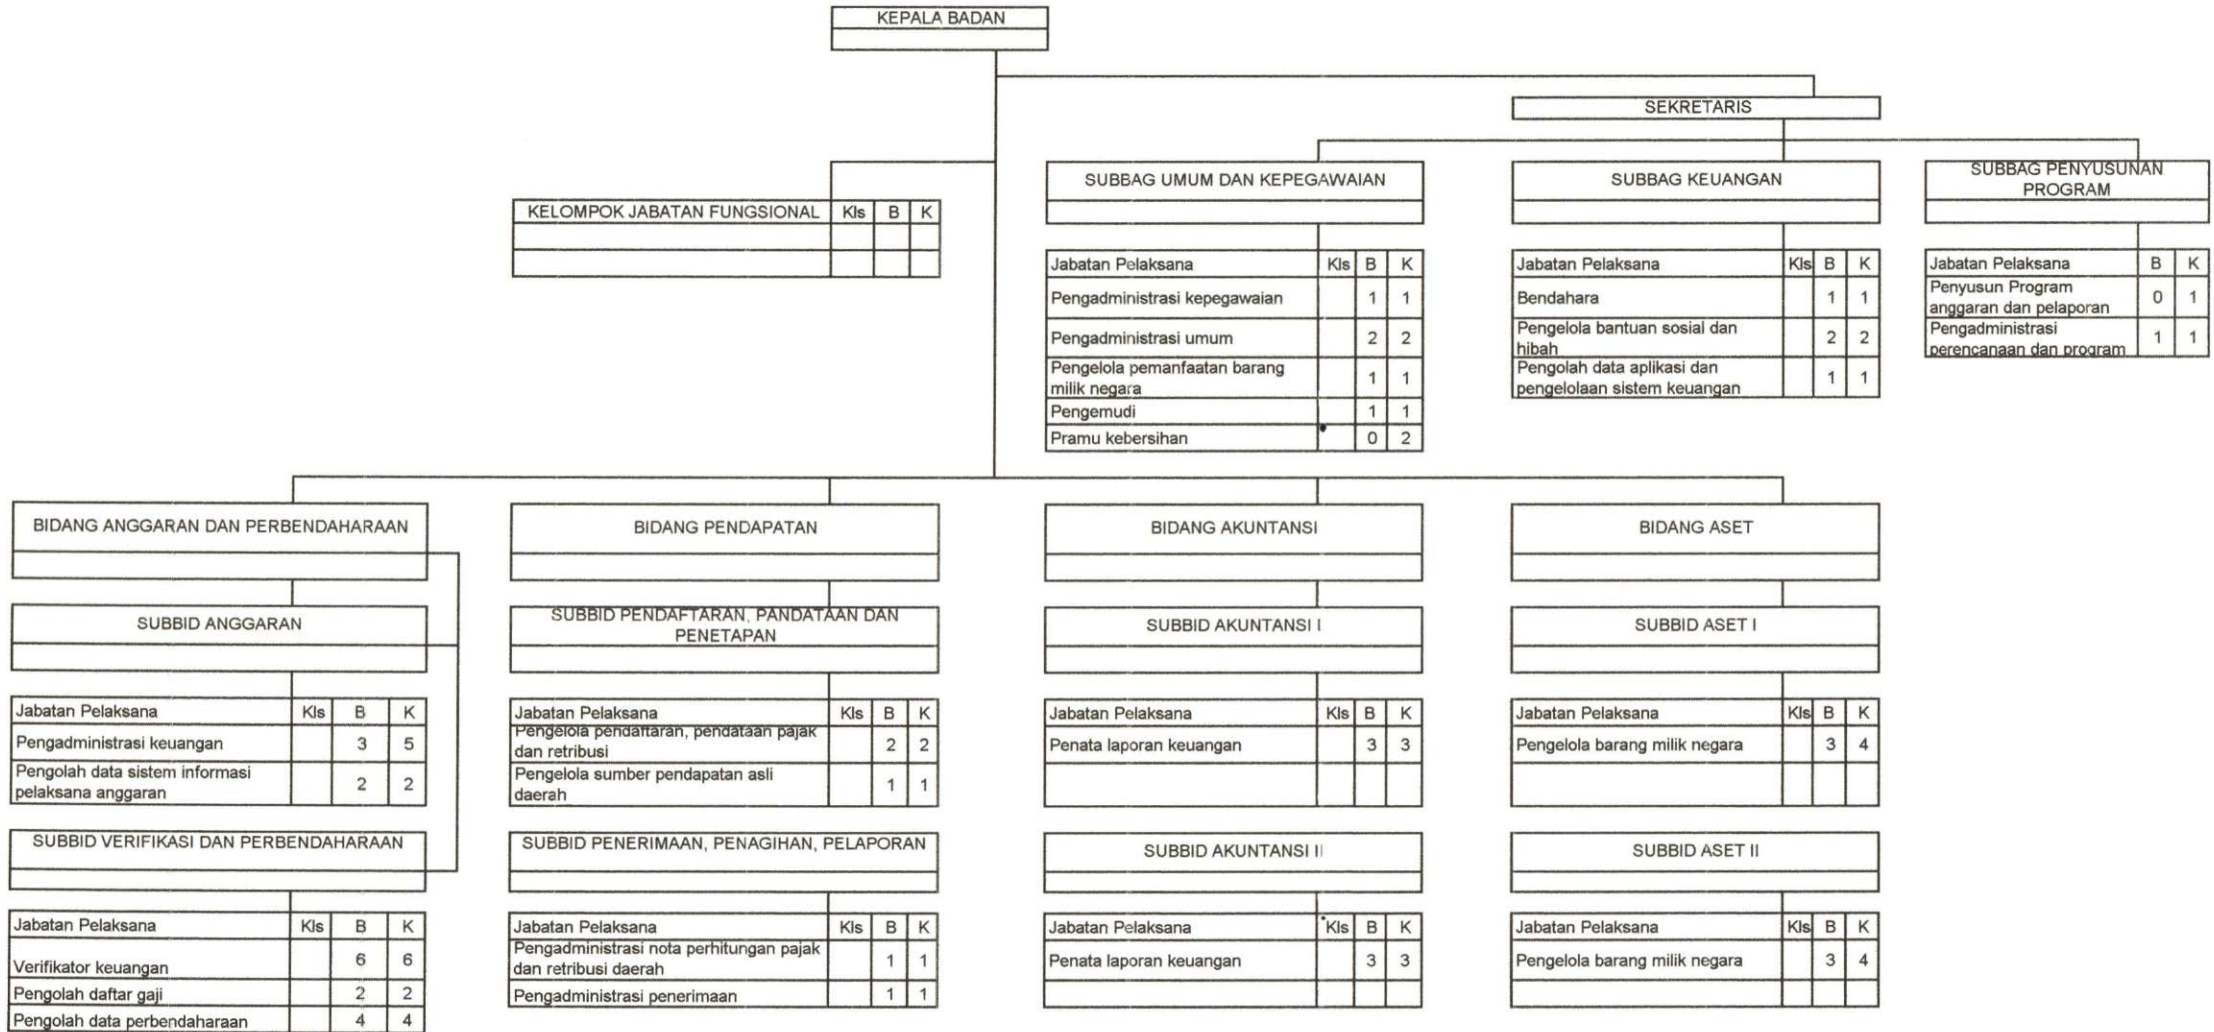 KEPALA BADAN
SEKRETARIS
SUBBAG UMUM DAN KEPEGAWAIAN
SUBBAG KEUANGAN
SUBBAG PENYUSUNAN
PROGRAM
KELOMPOK JABATAN FUNGSIONAL Kls B K
Jabatan Pelaksana Kls B K
Pengadministrasi kepegawaian 1 1
Pengadministrasi umum 2 2
Pengelola pemanfaatan barang
milik negara 1 1
Pengemudi 1 1
Pramu kebersihan 0 2
Jabatan Pelaksana Kls B K
Bendahara 1 1
Pengelola bantuan sosial dan
hibah 2 2
Pengolah data aplikasi dan
pengelolaan sistem keuangan 1 1
Jabatan Pelaksana B K
Penyusun Program
anggaran dan pelaporan 0 1
Pengadministrasi
perencanaan dan program 1 1
BIDANG ANGGARAN DAN PERBENDAHARAAN
SUBBID ANGGARAN
Jabatan Pelaksana Kls B K
Pengadministrasi keuangan 3 5
Pengolah data sistem informasi
pelaksana anggaran 2 2
SUBBID VERIFIKASI DAN PERBENDAHARAAN
Jabatan Pelaksana Kls B K
Verifikator keuangan 6 6
Pengolah daftar gaji 2 2
Pengolah data perbendaharaan 4 4
BIDANG PENDAPATAN
SUBBID PENDAFTARAN, PANDATAAN DAN
PENETAPAN
Jabatan Pelaksana Kls B K
Pengelola pendaftaran, pendataan pajak
dan retribusi 2 2
Pengelola sumber pendapatan asli
daerah 1 1
SUBBID PENERIMAAN, PENAGIHAN, PELAPORAN
Jabatan Pelaksana Kls B K
Pengadministrasi nota perhitungan pajak
dan retribusi daerah 1 1
Pengadministrasi penerimaan 1 1
BIDANG AKUNTANSI
SUBBID AKUNTANSI I
Jabatan Pelaksana Kls B K
Penata laporan keuangan 3 3
SUBBID AKUNTANSI II
Jabatan Pelaksana Kls B K
Penata laporan keuangan 3 3
BIDANG ASET
SUBBID ASET I
Jabatan Pelaksana Kls B K
Pengelola barang milik negara 3 4
SUBBID ASET II
Jabatan Pelaksana Kls B K
Pengelola barang milik negara 3 4